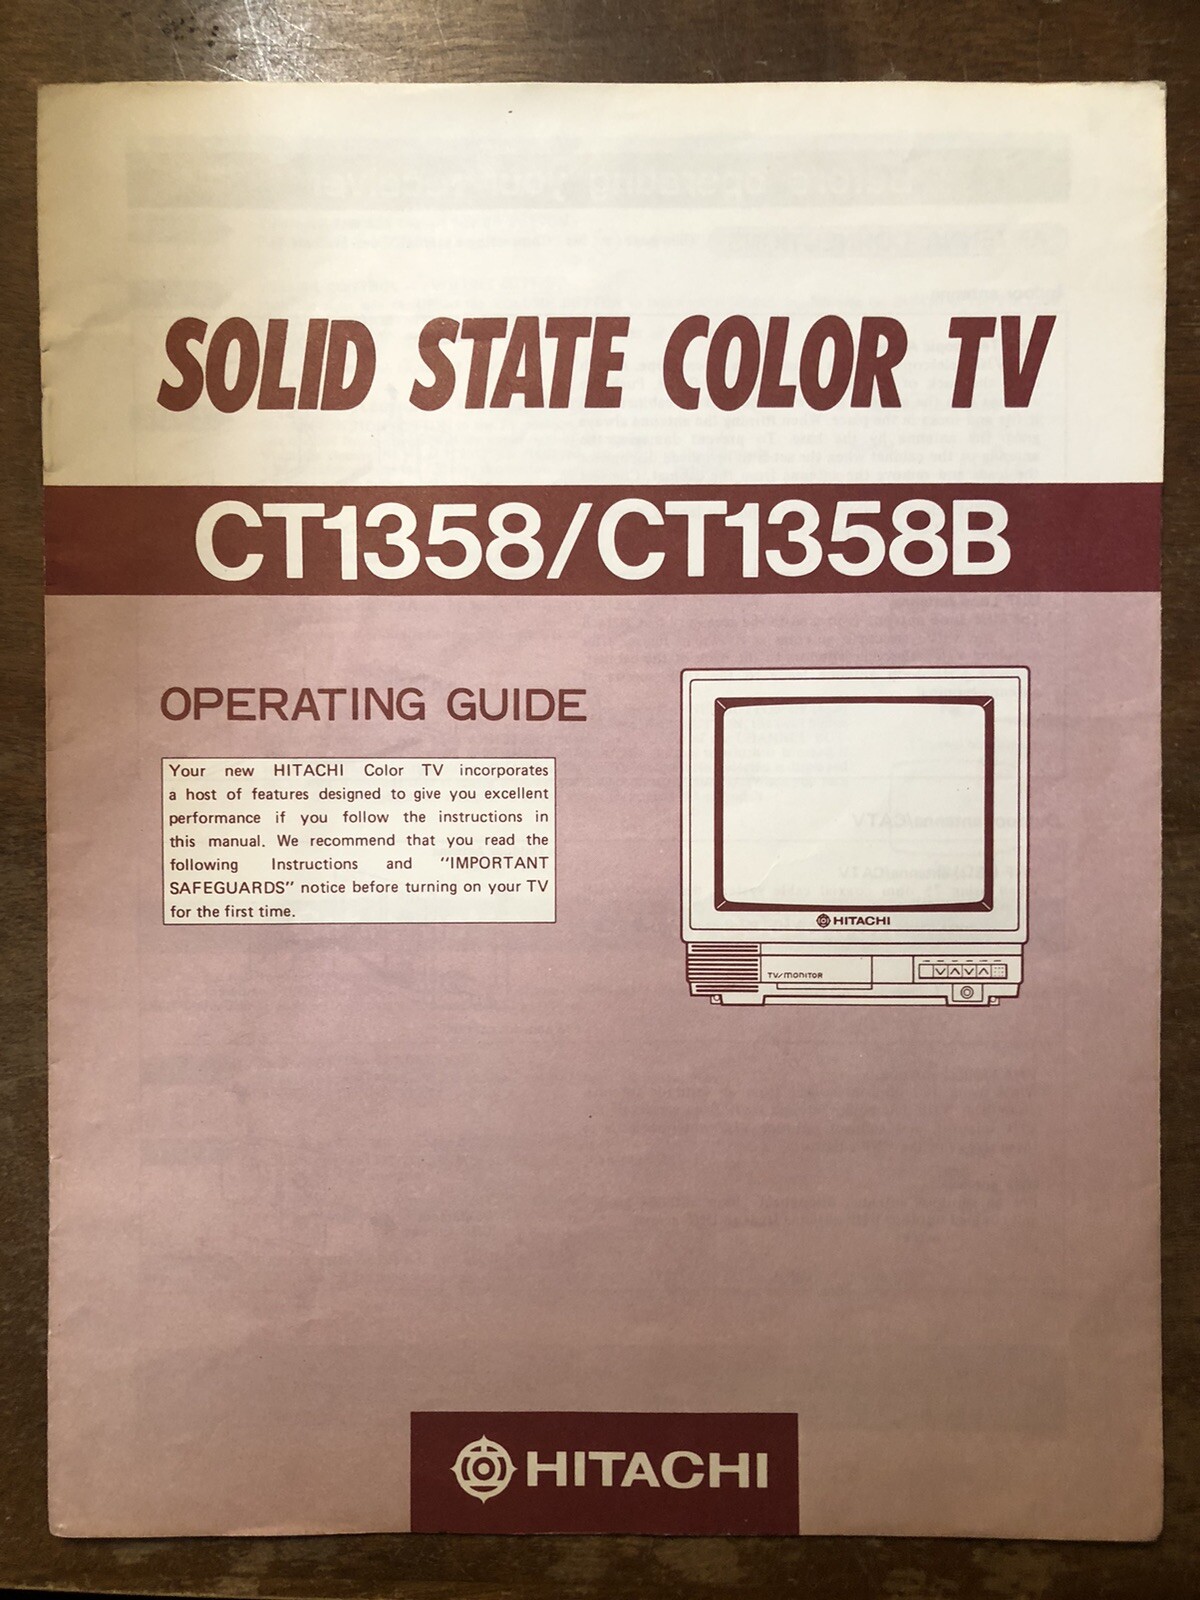 SOLID STATE COLOR TV
CT1358/CT1358B
OPERATING GUIDE
Your new HITACHI Color TV incorporates
a host of features designed to give you excellent
performance if you follow the instructions in
this manual. We recommend that you read the
following Instructions and "IMPORTANT
SAFEGUARDS" notice before turning on your TV
for the first time.
HITACHI
TV/MONITOR
HITACHI